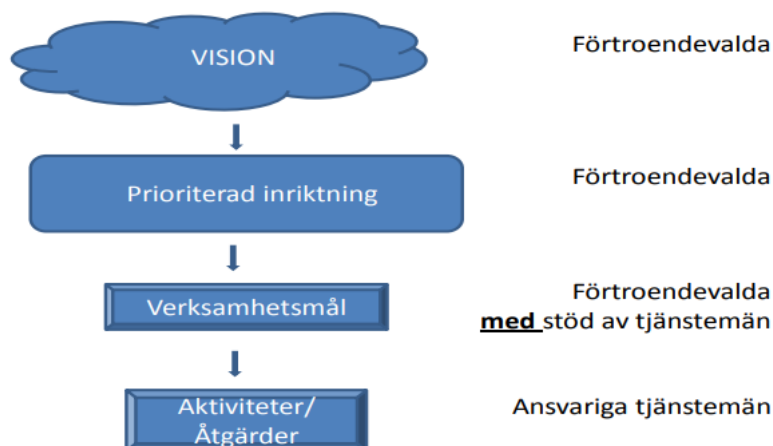 VISION
Förtroendevalda
Prioriterad inriktning
Förtroendevalda
Verksamhetsmål
Förtroendevalda
med stöd av tjänstemän
Aktiviteter/
Åtgärder
Ansvariga tjänstemän